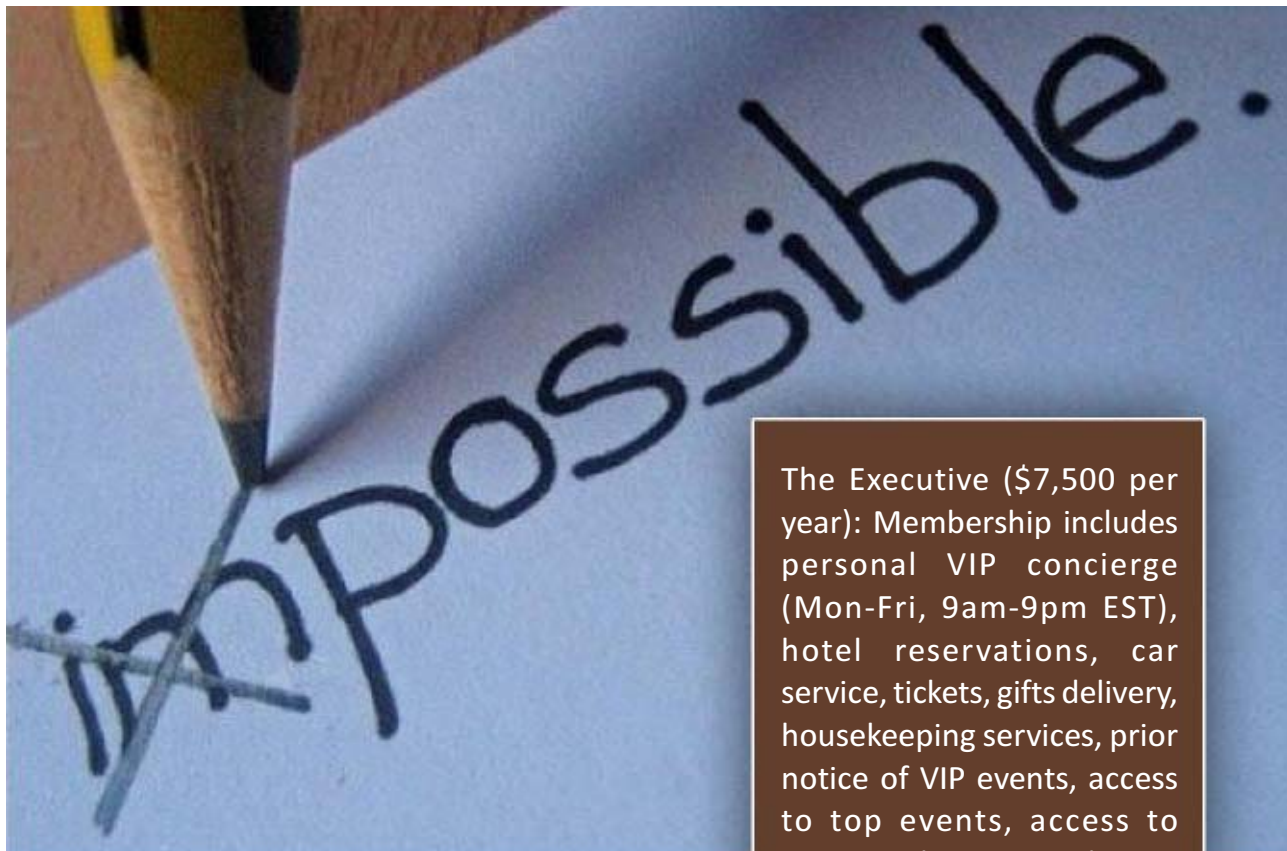 impossible.
The Executive ($7,500 per
year): Membership includes
personal VIP concierge
(Mon-Fri, 9am-9pm EST),
hotel reservations, car
service, tickets, gifts delivery,
housekeeping services, prior
notice of VIP events, access
to top events, access to